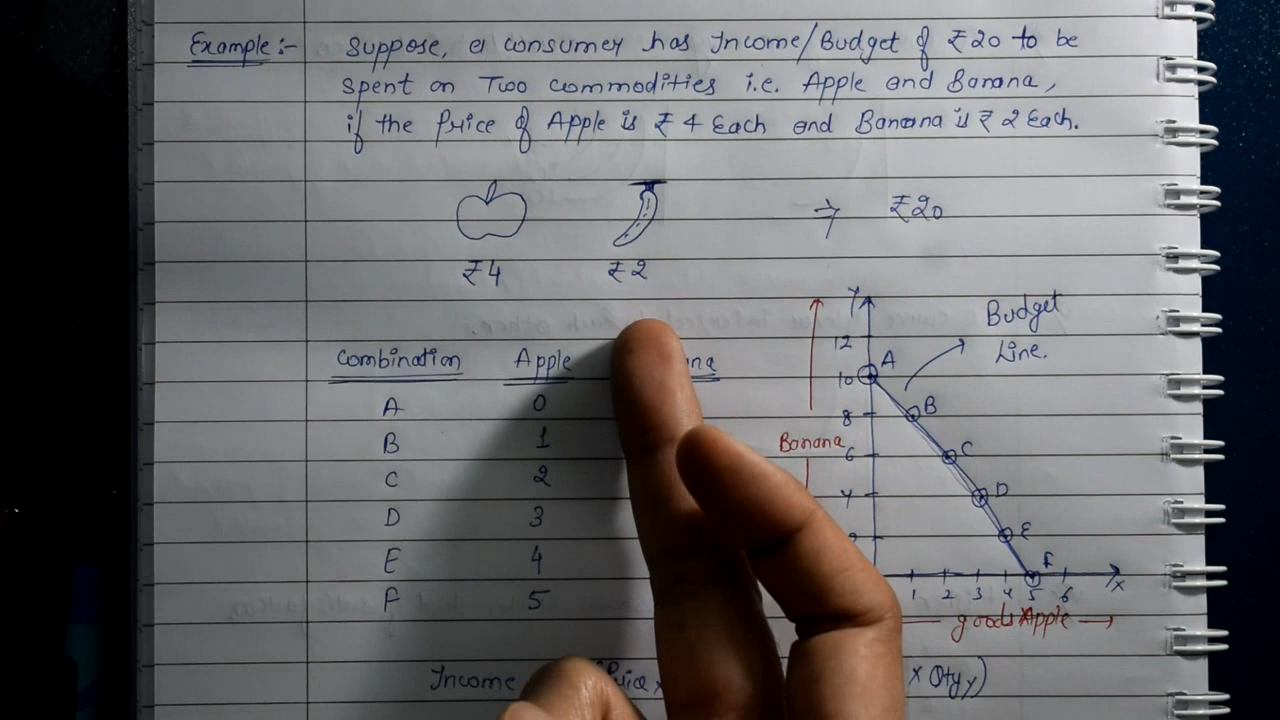 Example :-
Suppose, a consumer has Income/Budget of ₹20 to be
spent on Two commodities i.e. Apple and Banana,
if the Price of Apple is ₹4 Each and Banana is ₹2 Each.
⇒ ₹20
₹4 ₹2
Combination Apple
A 0
B 1
C 2
D 3
E 4
F 5
Y
Budget
Line.
12
10 A
8 B
Banana
6 C
4 D
E
F
1 2 3 4 5 6 X
goods Apple
Income × Qty y)